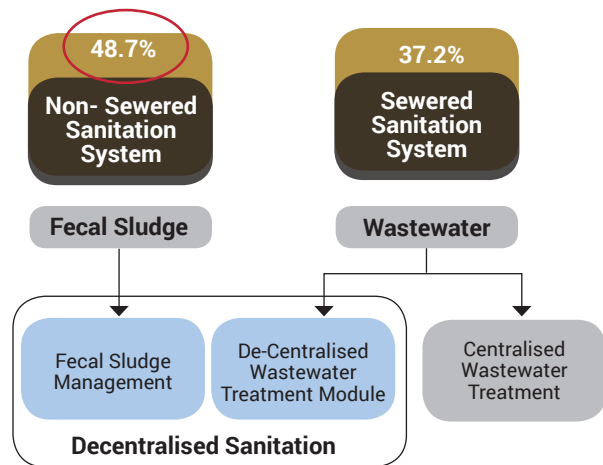 48.7%
Non- Sewered
Sanitation
System
37.2%
Sewered
Sanitation
System
Fecal Sludge
Wastewater
Fecal Sludge
Management
De-Centralised
Wastewater
Treatment Module
Centralised
Wastewater
Treatment
Decentralised Sanitation